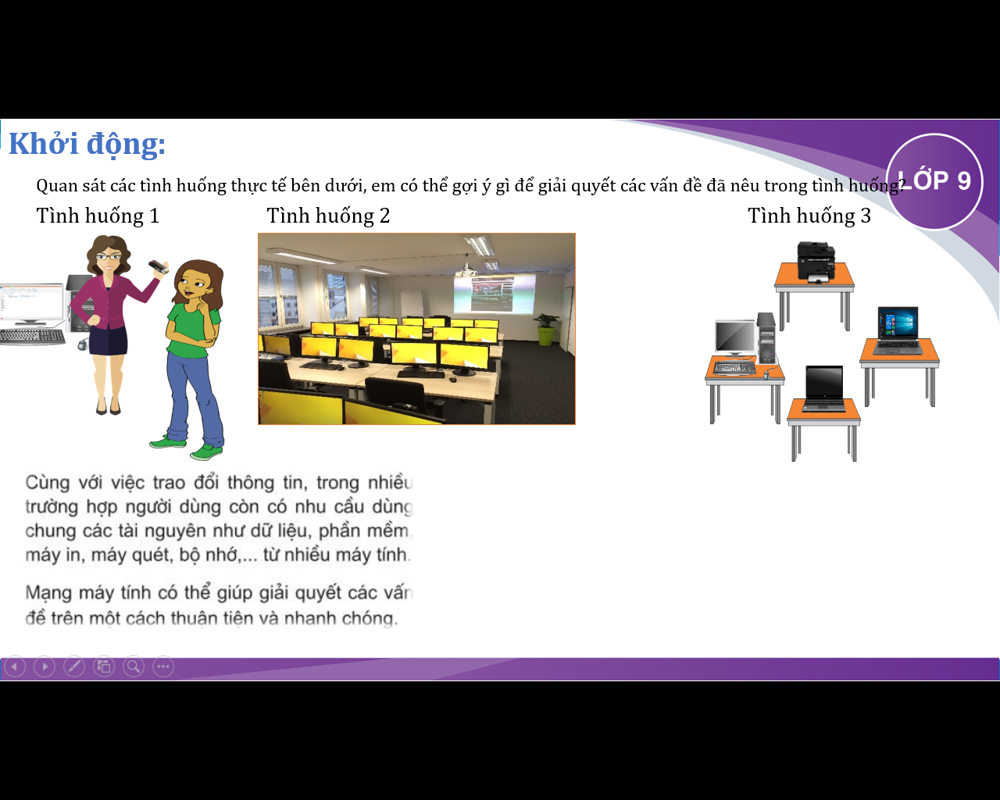 Khởi động:
LỚP 9
Quan sát các tình huống thực tế bên dưới, em có thể gợi ý gì để giải quyết các vấn đề đã nêu trong tình huống?
Tình huống 1
Tình huống 2
Tình huống 3
Cùng với việc trao đổi thông tin, trong nhiều
trường hợp người dùng còn có nhu cầu dùng
chung các tài nguyên như dữ liệu, phần mềm,
máy in, máy quét, bộ nhớ,... từ nhiều máy tính.
Mạng máy tính có thể giúp giải quyết các vấn
đề trên một cách thuận tiện và nhanh chóng.